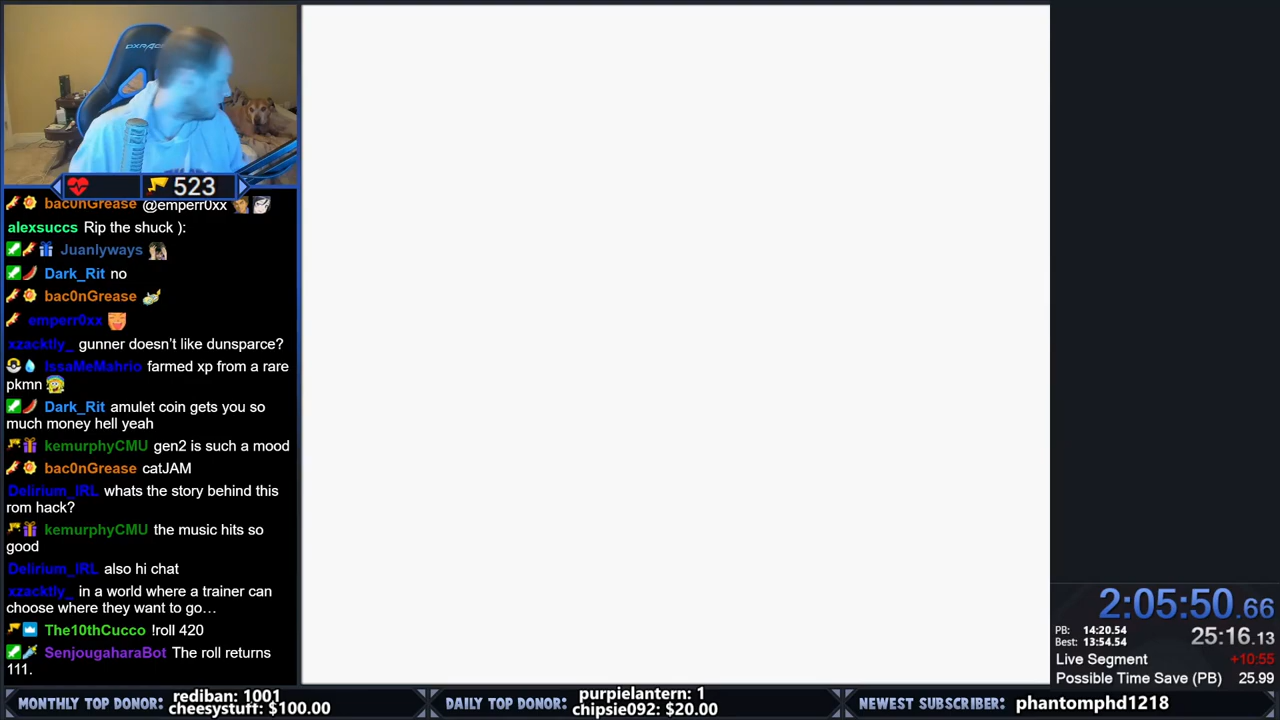 DXRACER
523
bac0nGrease @emperr0xx
alexsuccs Rip the shuck ):
Juanlyways
Dark_Rit no
bac0nGrease
emperr0xx
xzacktly_ gunner doesn't like dunsparce?
IssaMeMahrio farmed xp from a rare
pkmn
Dark_Rit amulet coin gets you so
much money hell yeah
kemurphyCMU gen2 is such a mood
bac0nGrease catJAM
Delirium_IRL whats the story behind this
rom hack?
kemurphyCMU the music hits so
good
Delirium_IRL also hi chat
xzacktly_ in a world where a trainer can
choose where they want to go…
The10thCucco !roll 420
SenjougaharaBot The roll returns
111.
2:05:50.66
PB: 14:20.54
Best: 13:54.54
25:16.13
Live Segment +10:55
Possible Time Save (PB) 25.99
MONTHLY TOP DONOR: rediban: 1001
cheesystuff: $100.00
DAILY TOP DONOR: purpielantern: 1
chipsie092: $20.00
NEWEST SUBSCRIBER: phantomphd1218